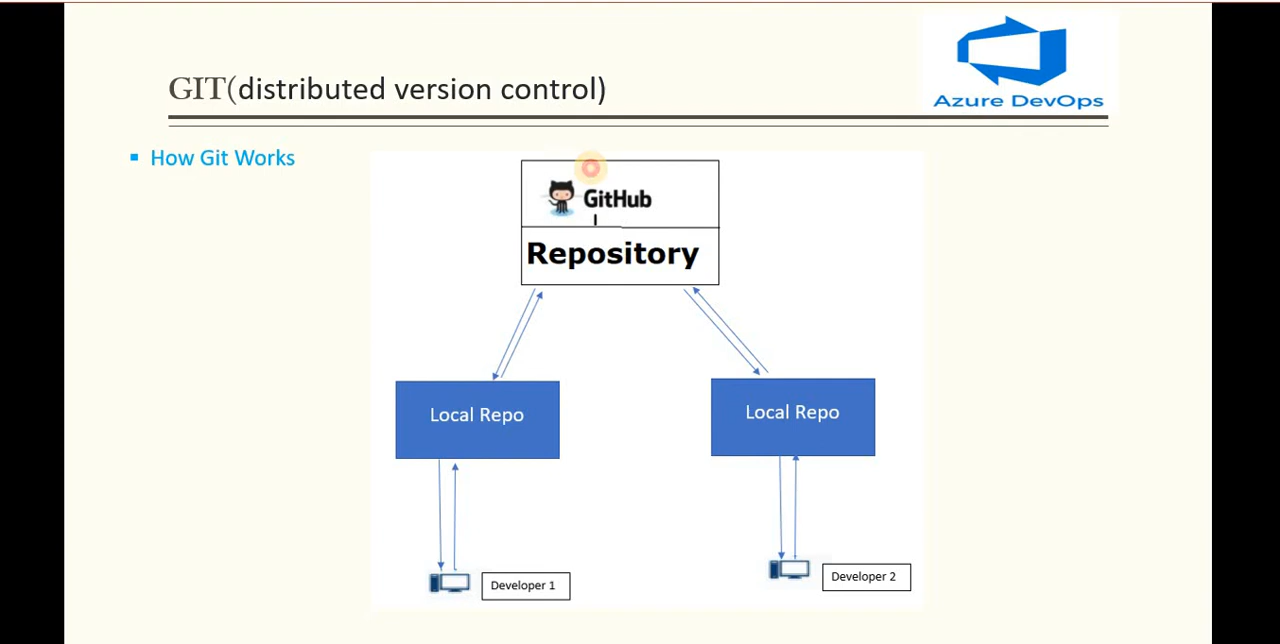 GIT(distributed version control)
Azure DevOps
▪ How Git Works
GitHub
Repository
Local Repo
Local Repo
Developer 1
Developer 2